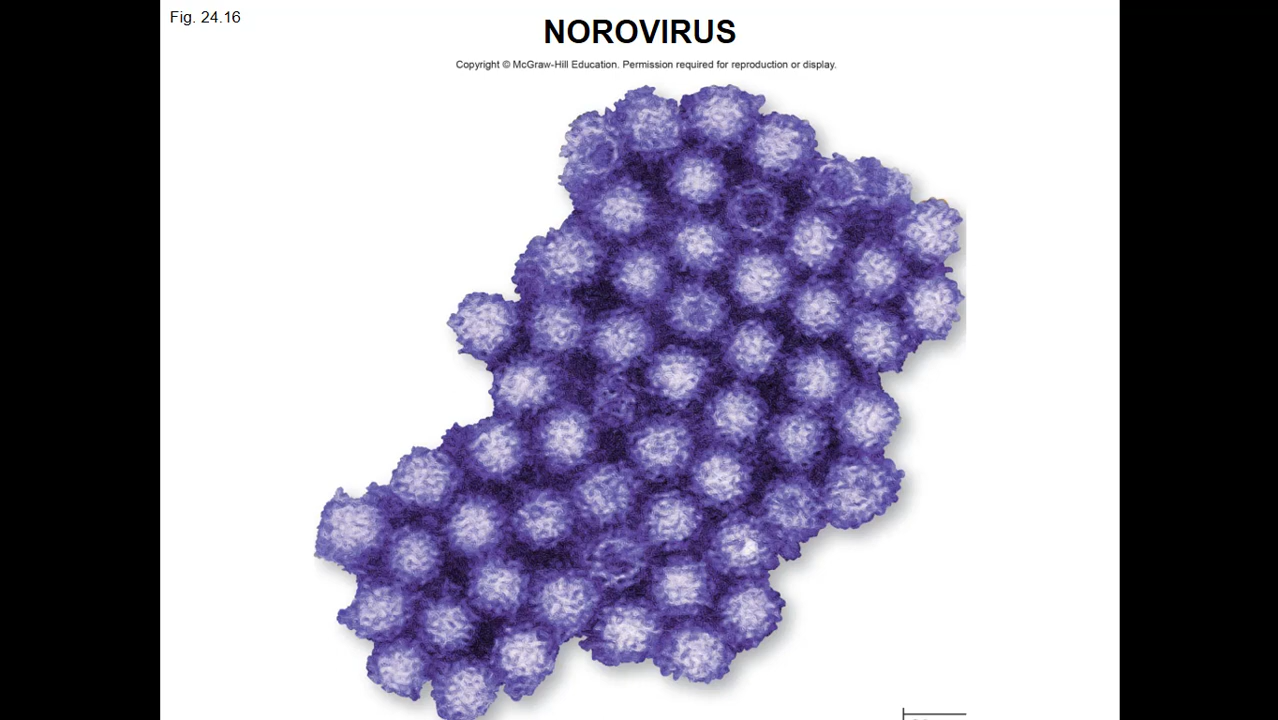 Fig. 24.16
NOROVIRUS
Copyright © McGraw-Hill Education. Permission required for reproduction or display.